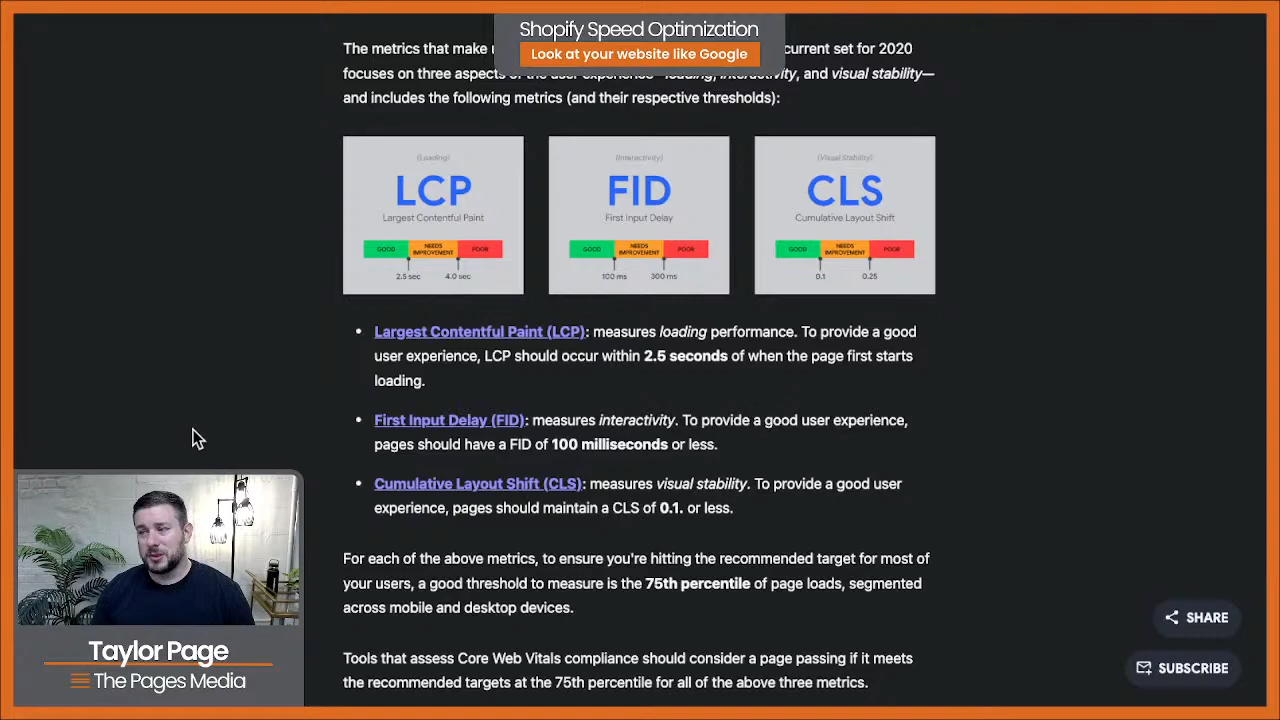 Shopify Speed Optimization
Look at your website like Google
The metrics that make
current set for 2020
focuses on three aspects of the user experience—loading, interactivity, and visual stability—
and includes the following metrics (and their respective thresholds):
(Loading)
LCP
Largest Contentful Paint
GOOD
NEEDS
IMPROVEMENT
POOR
2.5 sec
4.0 sec
(Interactivity)
FID
First Input Delay
GOOD
NEEDS
IMPROVEMENT
POOR
100 ms
300 ms
(Visual Stability)
CLS
Cumulative Layout Shift
GOOD
NEEDS
IMPROVEMENT
POOR
0.1
0.25
• Largest Contentful Paint (LCP): measures loading performance. To provide a good
user experience, LCP should occur within 2.5 seconds of when the page first starts
loading.
• First Input Delay (FID): measures interactivity. To provide a good user experience,
pages should have a FID of 100 milliseconds or less.
• Cumulative Layout Shift (CLS): measures visual stability. To provide a good user
experience, pages should maintain a CLS of 0.1. or less.
For each of the above metrics, to ensure you're hitting the recommended target for most of
your users, a good threshold to measure is the 75th percentile of page loads, segmented
across mobile and desktop devices.
Tools that assess Core Web Vitals compliance should consider a page passing if it meets
the recommended targets at the 75th percentile for all of the above three metrics.
SHARE
SUBSCRIBE
Taylor Page
The Pages Media